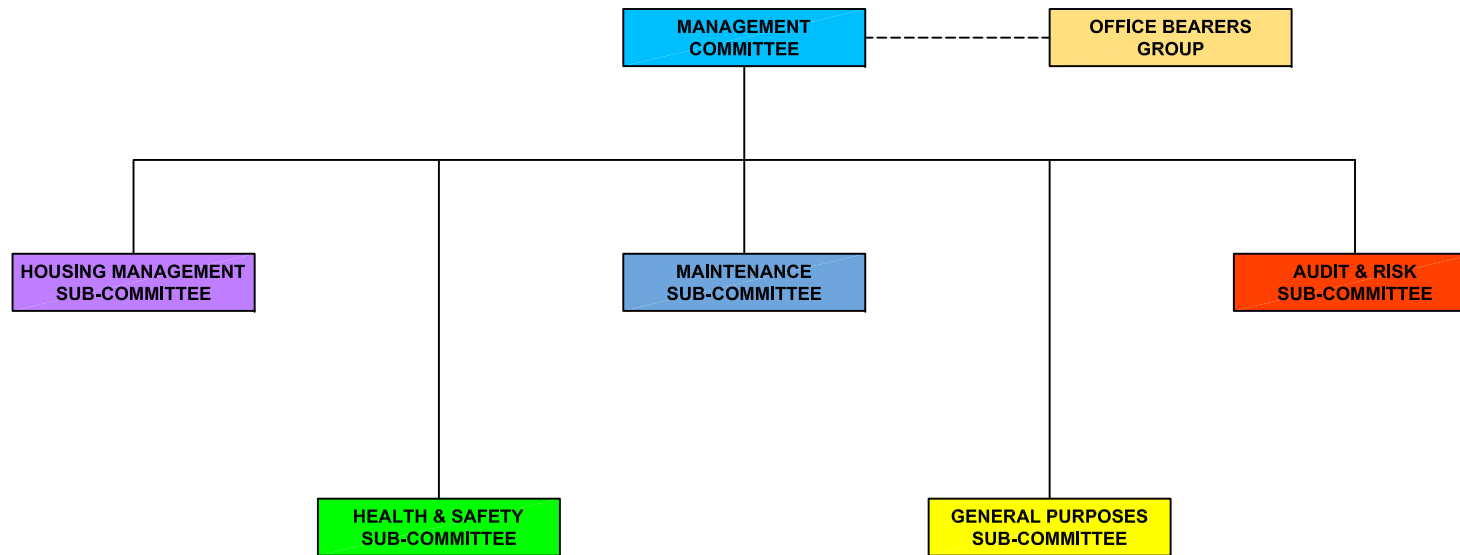 MANAGEMENT
COMMITTEE
OFFICE BEARERS
GROUP
HOUSING MANAGEMENT
SUB-COMMITTEE
MAINTENANCE
SUB-COMMITTEE
AUDIT & RISK
SUB-COMMITTEE
HEALTH & SAFETY
SUB-COMMITTEE
GENERAL PURPOSES
SUB-COMMITTEE